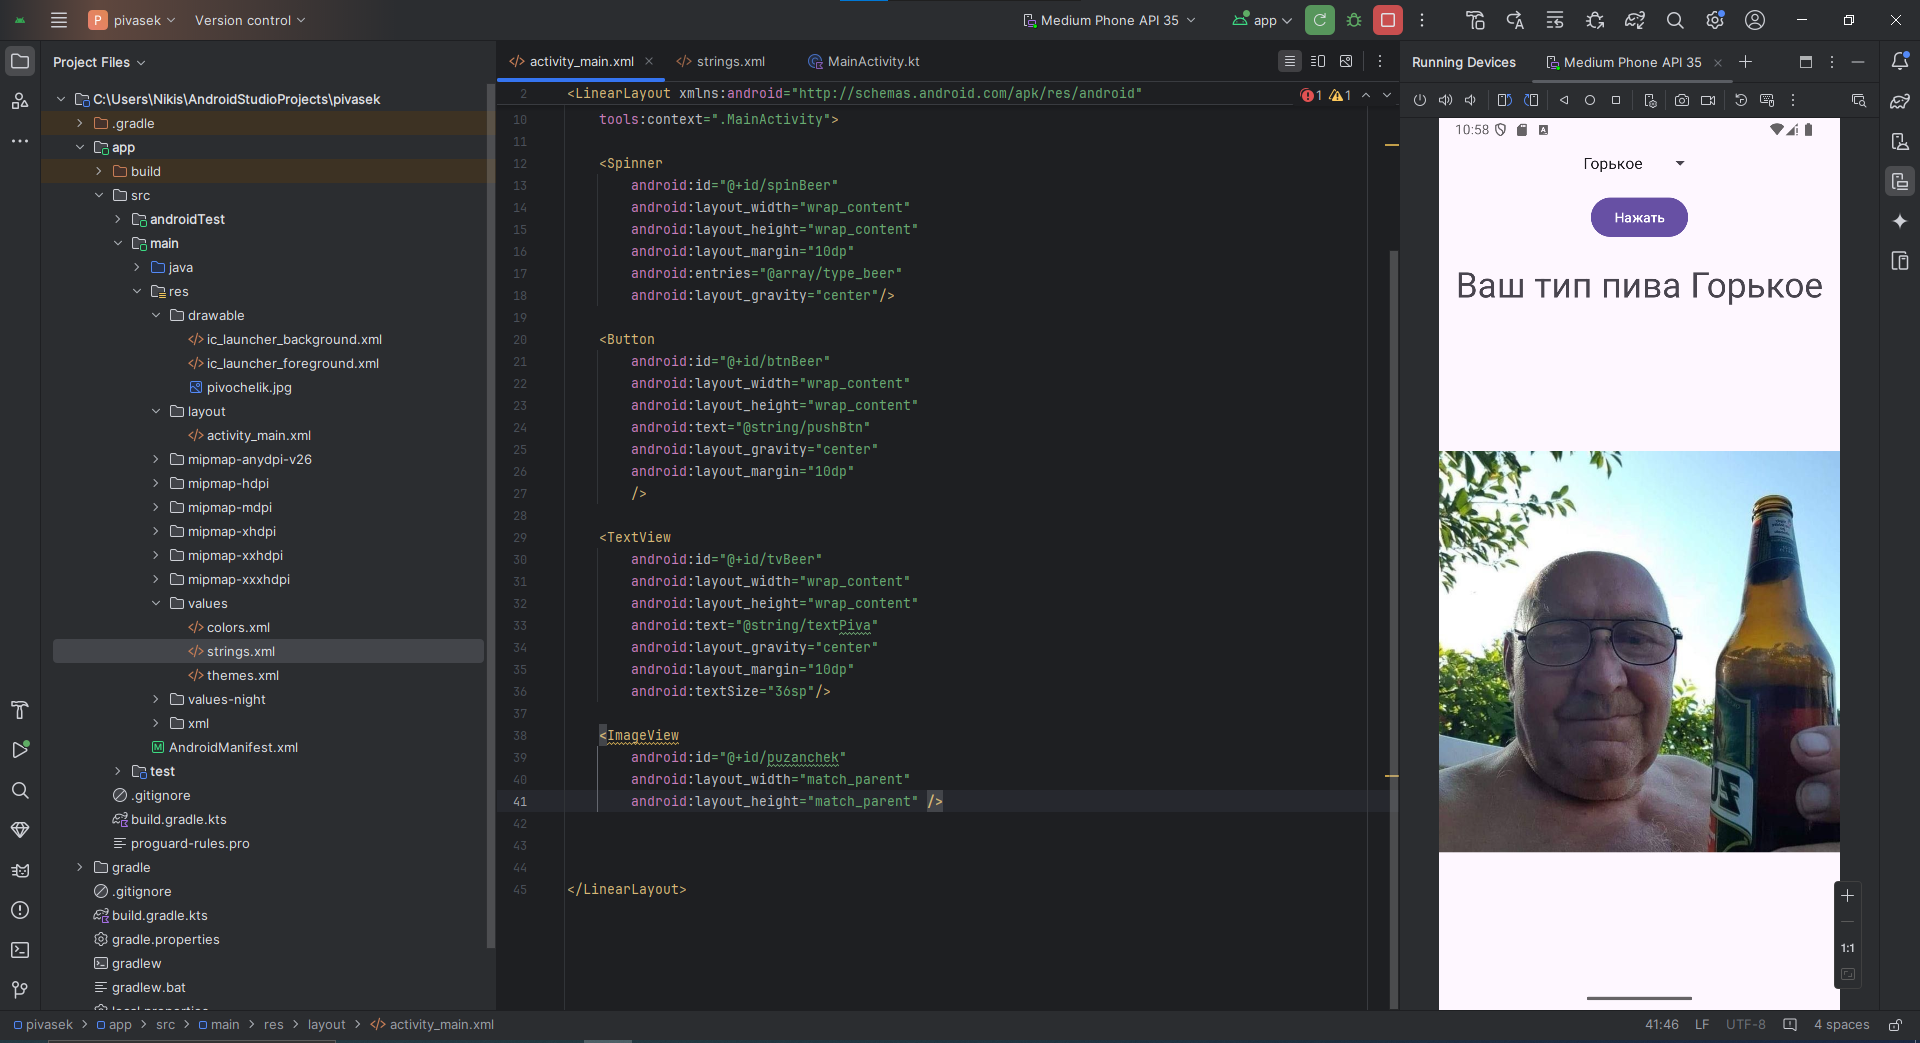 pivasek
Version control
Medium Phone API 35
app
Project Files
activity_main.xml
strings.xml
MainActivity.kt
Running Devices
Medium Phone API 35
C:\Users\Nikis\AndroidStudioProjects\pivasek
.gradle
app
build
src
androidTest
main
java
res
drawable
ic_launcher_background.xml
ic_launcher_foreground.xml
pivochelik.jpg
layout
activity_main.xml
mipmap-anydpi-v26
mipmap-hdpi
mipmap-mdpi
mipmap-xhdpi
mipmap-xxhdpi
mipmap-xxxhdpi
values
colors.xml
strings.xml
themes.xml
values-night
xml
AndroidManifest.xml
test
.gitignore
build.gradle.kts
proguard-rules.pro
gradle
.gitignore
build.gradle.kts
gradle.properties
gradlew
gradlew.bat
2 <LinearLayout xmlns:android="http://schemas.android.com/apk/res/android"
1 1
10 tools:context=".MainActivity">
11
12 <Spinner
13 android:id="@+id/spinBeer"
14 android:layout_width="wrap_content"
15 android:layout_height="wrap_content"
16 android:layout_margin="10dp"
17 android:entries="@array/type_beer"
18 android:layout_gravity="center"/>
19
20 <Button
21 android:id="@+id/btnBeer"
22 android:layout_width="wrap_content"
23 android:layout_height="wrap_content"
24 android:text="@string/pushBtn"
25 android:layout_gravity="center"
26 android:layout_margin="10dp"
27 />
28
29 <TextView
30 android:id="@+id/tvBeer"
31 android:layout_width="wrap_content"
32 android:layout_height="wrap_content"
33 android:text="@string/textPiva"
34 android:layout_gravity="center"
35 android:layout_margin="10dp"
36 android:textSize="36sp"/>
37
38 <ImageView
39 android:id="@+id/puzanchek"
40 android:layout_width="match_parent"
41 android:layout_height="match_parent" />
42
43
44
45 </LinearLayout>
10:58
Горькое
Нажать
Ваш тип пива Горькое
1:1
pivasek > app > src > main > res > layout > activity_main.xml
41:46 LF UTF-8 4 spaces